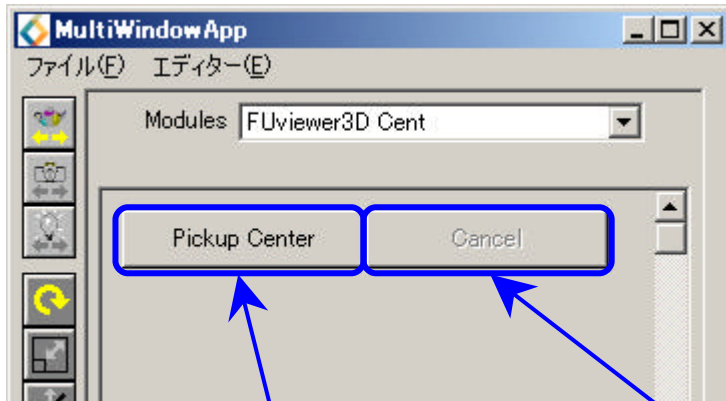 MultiWindowApp
ファイル(F) エディター(E)
Modules FUviewer3D Cent
Pickup Center Cancel